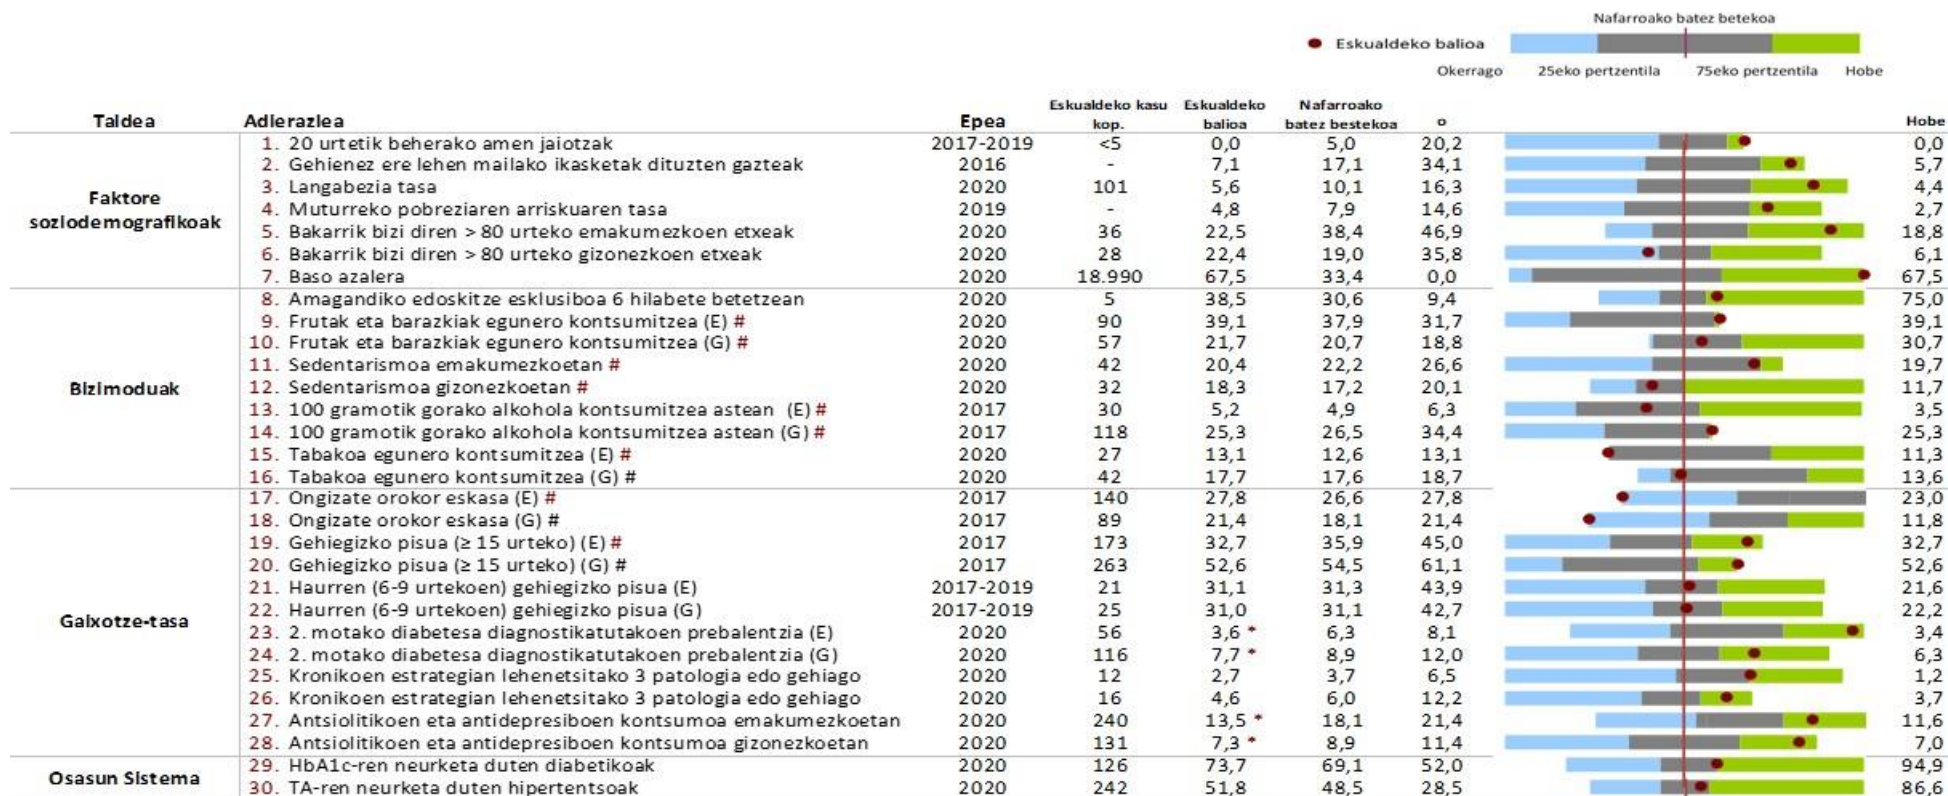 Nafarroako batez betekoa
Eskualdeko balioa
Okerrago 25eko pertzentila 75eko pertzentila Hobe
Taldea Adierazlea Epea Eskualdeko kasu kop. Eskualdeko balioa Nafarroako batez bestekoa o Hobe
Faktore soziodemografikoak
1. 20 urtetik beherako amen jaiotzak 2017-2019 <5 0,0 5,0 20,2 0,0
2. Gehienez ere lehen mailako ikasketak dituzten gazteak 2016 - 7,1 17,1 34,1 5,7
3. Langabezia tasa 2020 101 5,6 10,1 16,3 4,4
4. Muturreko pobreziaren arriskuaren tasa 2019 - 4,8 7,9 14,6 2,7
5. Bakarrik bizi diren > 80 urteko emakumezkoen etxeak 2020 36 22,5 38,4 46,9 18,8
6. Bakarrik bizi diren > 80 urteko gizonezkoen etxeak 2020 28 22,4 19,0 35,8 6,1
7. Baso azalera 2020 18.990 67,5 33,4 0,0 67,5
Bizimoduak
8. Amagandiko edoskitze esklusiboa 6 hilabete betetzean 2020 5 38,5 30,6 9,4 75,0
9. Frutak eta barazkiak egunero kontsumitzea (E) # 2020 90 39,1 37,9 31,7 39,1
10. Frutak eta barazkiak egunero kontsumitzea (G) # 2020 57 21,7 20,7 18,8 30,7
11. Sedentarismoa emakumezkoetan # 2020 42 20,4 22,2 26,6 19,7
12. Sedentarismoa gizonezkoetan # 2020 32 18,3 17,2 20,1 11,7
13. 100 gramotik gorako alkohola kontsumitzea astean (E) # 2017 30 5,2 4,9 6,3 3,5
14. 100 gramotik gorako alkohola kontsumitzea astean (G) # 2017 118 25,3 26,5 34,4 25,3
15. Tabakoa egunero kontsumitzea (E) # 2020 27 13,1 12,6 13,1 11,3
16. Tabakoa egunero kontsumitzea (G) # 2020 42 17,7 17,6 18,7 13,6
Gaixotze-tasa
17. Ongizate orokor eskasa (E) # 2017 140 27,8 26,6 27,8 23,0
18. Ongizate orokor eskasa (G) # 2017 89 21,4 18,1 21,4 11,8
19. Gehiegizko pisua (≥ 15 urteko) (E) # 2017 173 32,7 35,9 45,0 32,7
20. Gehiegizko pisua (≥ 15 urteko) (G) # 2017 263 52,6 54,5 61,1 52,6
21. Haurren (6-9 urtekoen) gehiegizko pisua (E) 2017-2019 21 31,1 31,3 43,9 21,6
22. Haurren (6-9 urtekoen) gehiegizko pisua (G) 2017-2019 25 31,0 31,1 42,7 22,2
23. 2. motako diabetesa diagnostikatutakoen prebalentzia (E) 2020 56 3,6 * 6,3 8,1 3,4
24. 2. motako diabetesa diagnostikatutakoen prebalentzia (G) 2020 116 7,7 * 8,9 12,0 6,3
25. Kronikoen estrategian lehenetsitako 3 patologia edo gehiago 2020 12 2,7 3,7 6,5 1,2
26. Kronikoen estrategian lehenetsitako 3 patologia edo gehiago 2020 16 4,6 6,0 12,2 3,7
27. Antsiolitikoen eta antidepresiboen kontsumoa emakumezkoetan 2020 240 13,5 * 18,1 21,4 11,6
28. Antsiolitikoen eta antidepresiboen kontsumoa gizonezkoetan 2020 131 7,3 * 8,9 11,4 7,0
Osasun Sistema
29. HbA1c-ren neurketa duten diabetikoak 2020 126 73,7 69,1 52,0 94,9
30. TA-ren neurketa duten hipertentsoak 2020 242 51,8 48,5 28,5 86,6